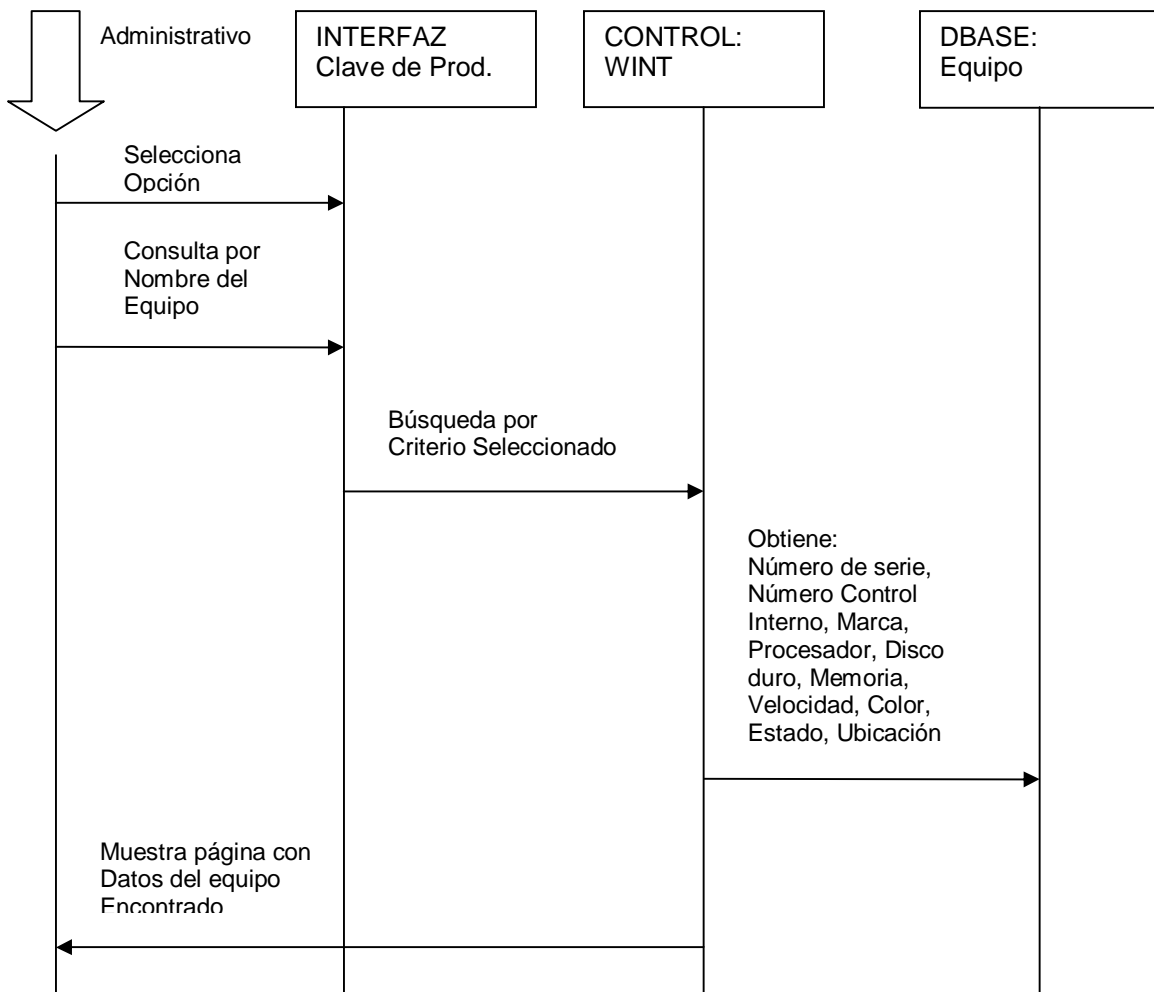 Administrativo
INTERFAZ
Clave de Prod.
CONTROL:
WINT
DBASE:
Equipo
Selecciona
Opción
Consulta por
Nombre del
Equipo
Búsqueda por
Criterio Seleccionado
Obtiene:
Número de serie,
Número Control
Interno, Marca,
Procesador, Disco
duro, Memoria,
Velocidad, Color,
Estado, Ubicación
Muestra página con
Datos del equipo
Encontrado